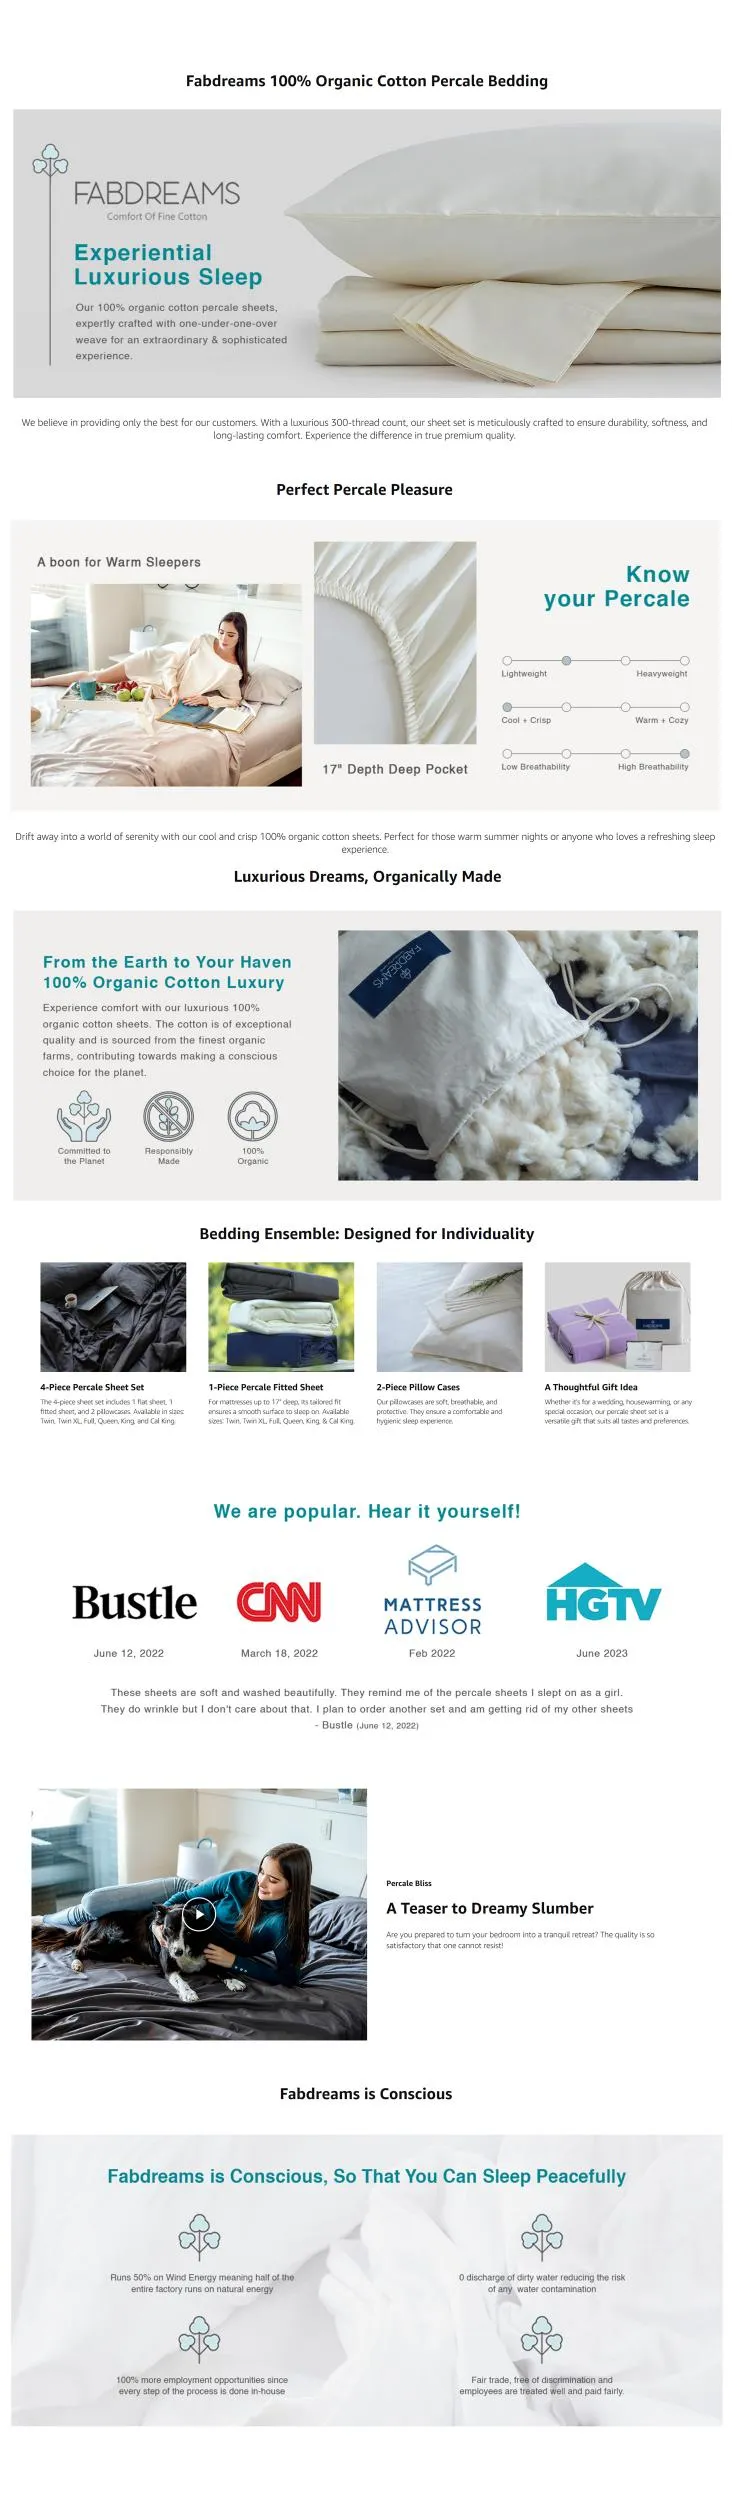 Fabdreams 100% Organic Cotton Percale Bedding
FABDREAMS
Comfort Of Fine Cotton
Experiential
Luxurious Sleep
Our 100% organic cotton percale sheets,
expertly crafted with one-under-one-over
weave for an extraordinary & sophisticated
experience.
We believe in providing only the best for our customers. With a luxurious 300-thread count, our sheet set is meticulously crafted to ensure durability, softness, and
long-lasting comfort. Experience the difference in true premium quality.
Perfect Percale Pleasure
A boon for Warm Sleepers
17" Depth Deep Pocket
Know
your Percale
Lightweight Heavyweight
Cool + Crisp Warm + Cozy
Low Breathability High Breathability
Drift away into a world of serenity with our cool and crisp 100% organic cotton sheets. Perfect for those warm summer nights or anyone who loves a refreshing sleep
experience.
Luxurious Dreams, Organically Made
From the Earth to Your Haven
100% Organic Cotton Luxury
Experience comfort with our luxurious 100%
organic cotton sheets. The cotton is of exceptional
quality and is sourced from the finest organic
farms, contributing towards making a conscious
choice for the planet.
Committed to
the Planet
Responsibly
Made
100%
Organic
FABDREAMS
Bedding Ensemble: Designed for Individuality
4-Piece Percale Sheet Set
The 4-piece sheet set includes 1 flat sheet, 1
fitted sheet, and 2 pillowcases. Available in sizes:
Twin, Twin XL, Full, Queen, King, and Cal King.
1-Piece Percale Fitted Sheet
For mattresses up to 17" deep, Its tailored fit
ensures a smooth surface to sleep on. Available
sizes: Twin, Twin XL, Full, Queen, King, & Cal King.
2-Piece Pillow Cases
Our pillowcases are soft, breathable, and
protective. They ensure a comfortable and
hygienic sleep experience.
FABDREAMS
A Thoughtful Gift Idea
Whether it's for a wedding, housewarming, or any
special occasion, our percale sheet set is a
versatile gift that suits all tastes and preferences.
We are popular. Hear it yourself!
Bustle
June 12, 2022
CNN
March 18, 2022
MATTRESS
ADVISOR
Feb 2022
HGTV
June 2023
These sheets are soft and washed beautifully. They remind me of the percale sheets I slept on as a girl.
They do wrinkle but I don't care about that. I plan to order another set and am getting rid of my other sheets
- Bustle (June 12, 2022)
Percale Bliss
A Teaser to Dreamy Slumber
Are you prepared to turn your bedroom into a tranquil retreat? The quality is so
satisfactory that one cannot resist!
Fabdreams is Conscious
Fabdreams is Conscious, So That You Can Sleep Peacefully
Runs 50% on Wind Energy meaning half of the
entire factory runs on natural energy
0 discharge of dirty water reducing the risk
of any water contamination
100% more employment opportunities since
every step of the process is done in-house
Fair trade, free of discrimination and
employees are treated well and paid fairly.